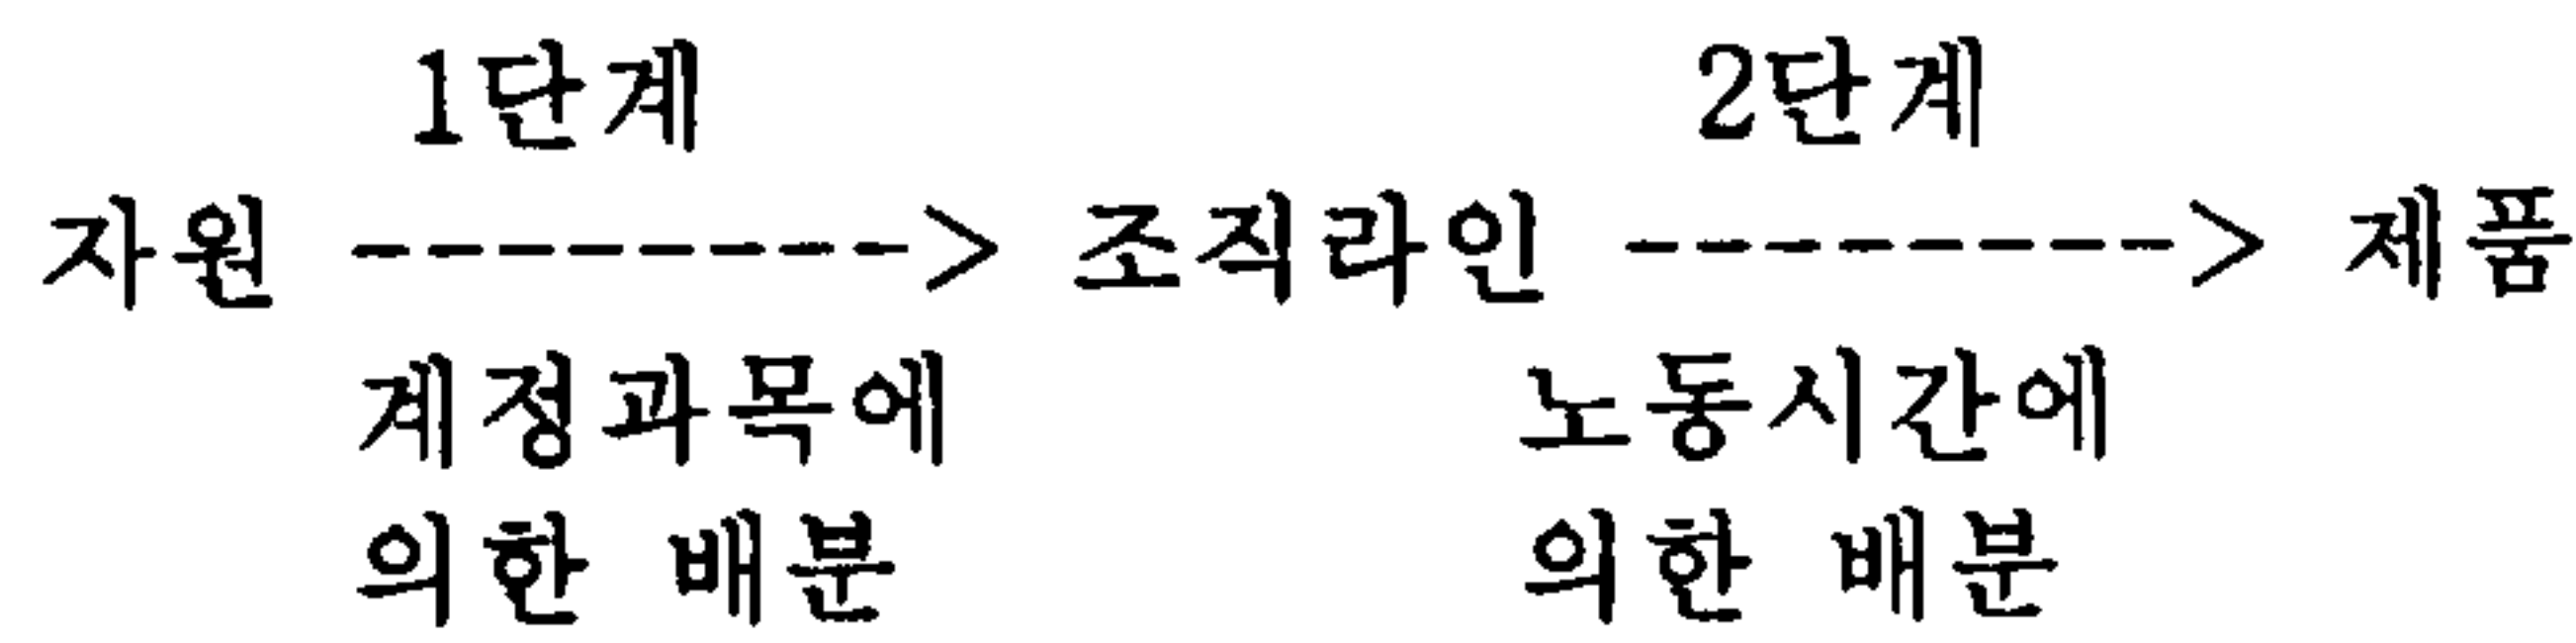 1단계 2단계
자원 --------> 조직라인 --------> 제품
계정과목에 노동시간에
의한 배분 의한 배분